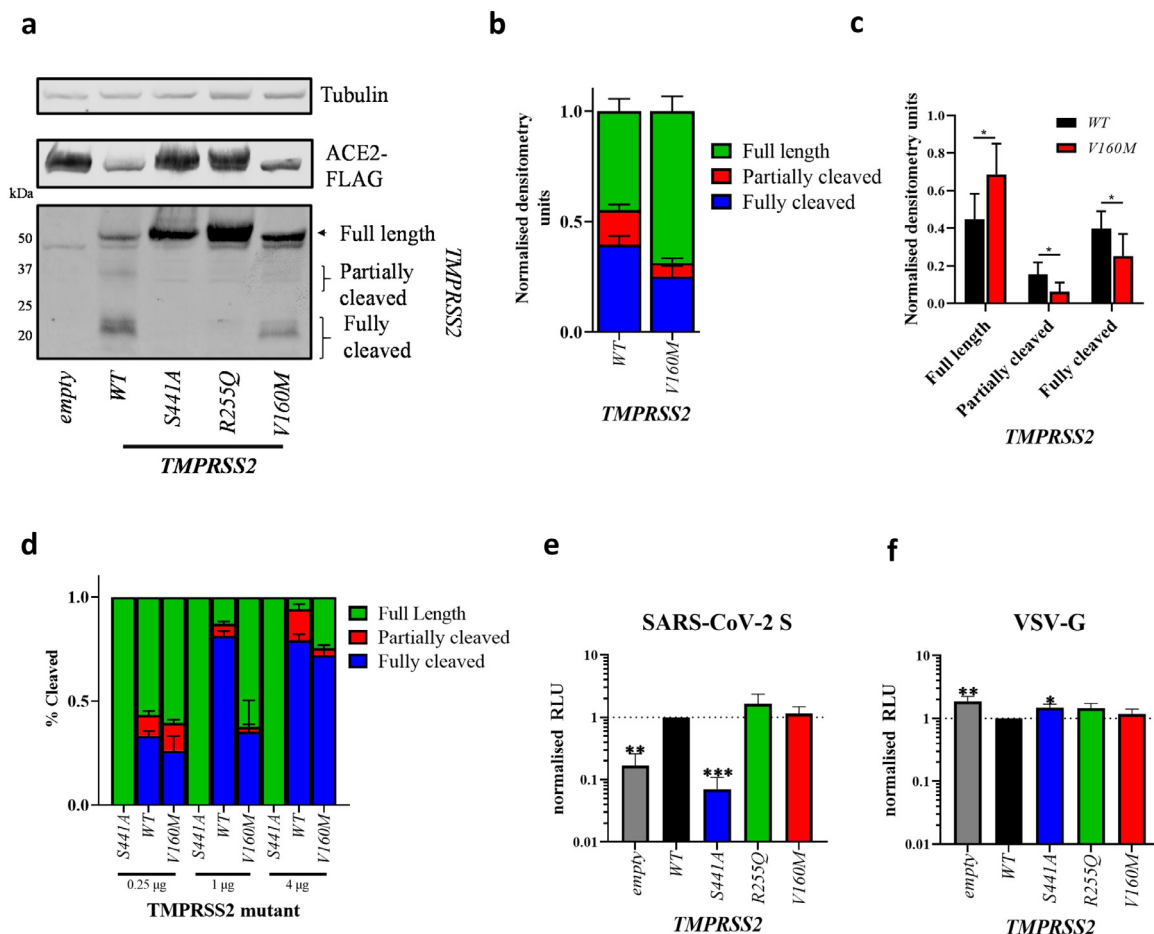 a
Tubulin
ACE2-
FLAG
kDa
50
37
25
20
Full length
Partially
cleaved
Fully
cleaved
TMPRSS2
empty
WT
S441A
R255Q
V160M
TMPRSS2
b
Normalised densitometry
units
1.0
0.5
0.0
WT
V160M
TMPRSS2
Full length
Partially cleaved
Fully cleaved
c
Normalised densitometry units
1.0
0.8
0.6
0.4
0.2
0.0
*
*
*
WT
V160M
Full length
Partially cleaved
Fully cleaved
TMPRSS2
d
% Cleaved
1.0
0.5
0.0
S441A
WT
V160M
S441A
WT
V160M
S441A
WT
V160M
0.25 µg
1 µg
4 µg
TMPRSS2 mutant
Full Length
Partially cleaved
Fully cleaved
e
SARS-CoV-2 S
normalised RLU
10
1
0.1
0.01
**
***
empty
WT
S441A
R255Q
V160M
TMPRSS2
f
VSV-G
normalised RLU
10
1
0.1
0.01
**
*
empty
WT
S441A
R255Q
V160M
TMPRSS2